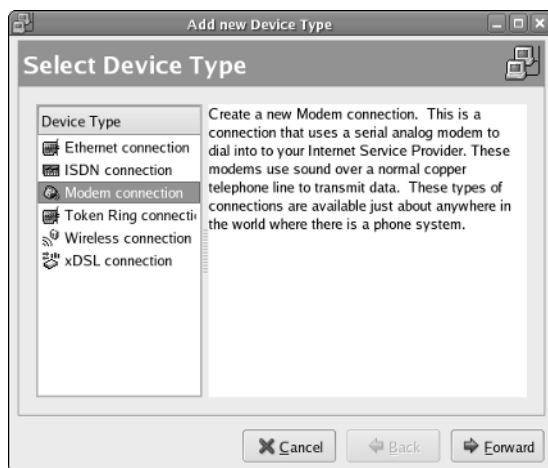 Add new Device Type
Select Device Type
Device Type
Ethernet connection
ISDN connection
Modem connection
Token Ring connecti
Wireless connection
xDSL connection
Create a new Modem connection. This is a
connection that uses a serial analog modem to
dial into to your Internet Service Provider. These
modems use sound over a normal copper
telephone line to transmit data. These types of
connections are available just about anywhere in
the world where there is a phone system.
Cancel
Back
Forward